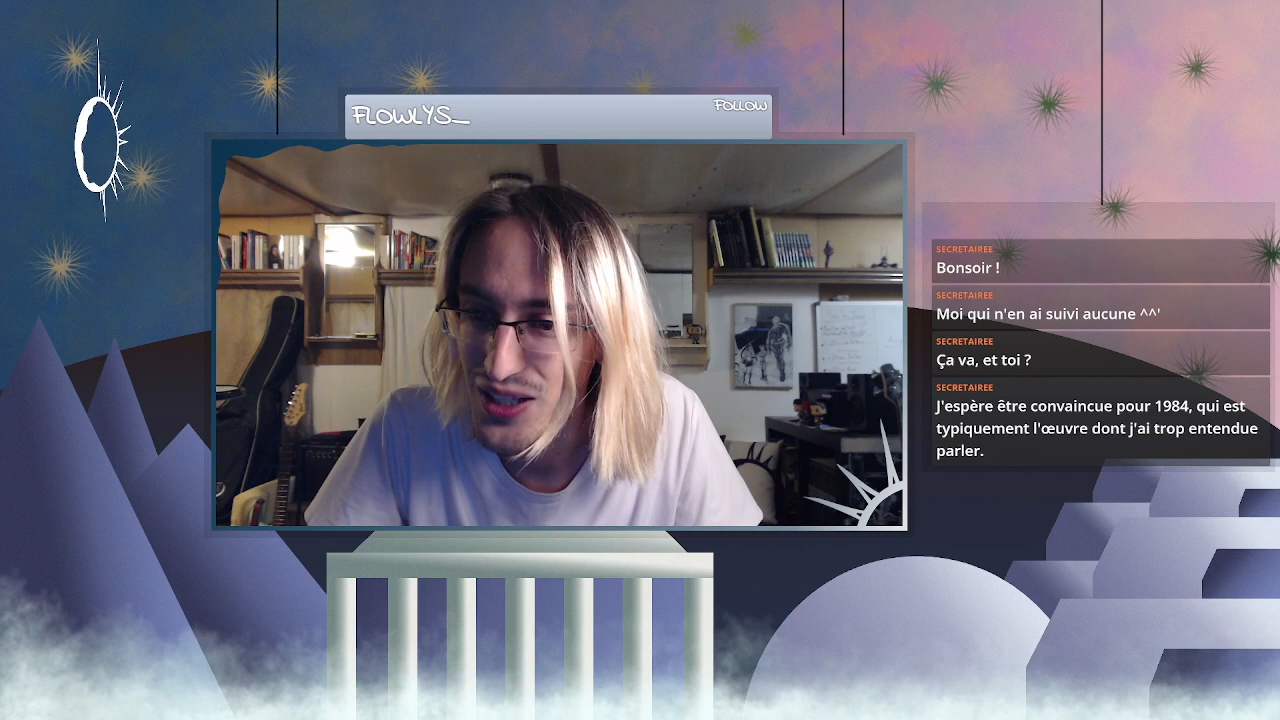 FLOWLYS_
FOLLOW
SECRETAIREE
Bonsoir !
SECRETAIREE
Moi qui n'en ai suivi aucune ^^'
SECRETAIREE
Ça va, et toi ?
SECRETAIREE
J'espère être convaincue pour 1984, qui est
typiquement l'œuvre dont j'ai trop entendue
parler.